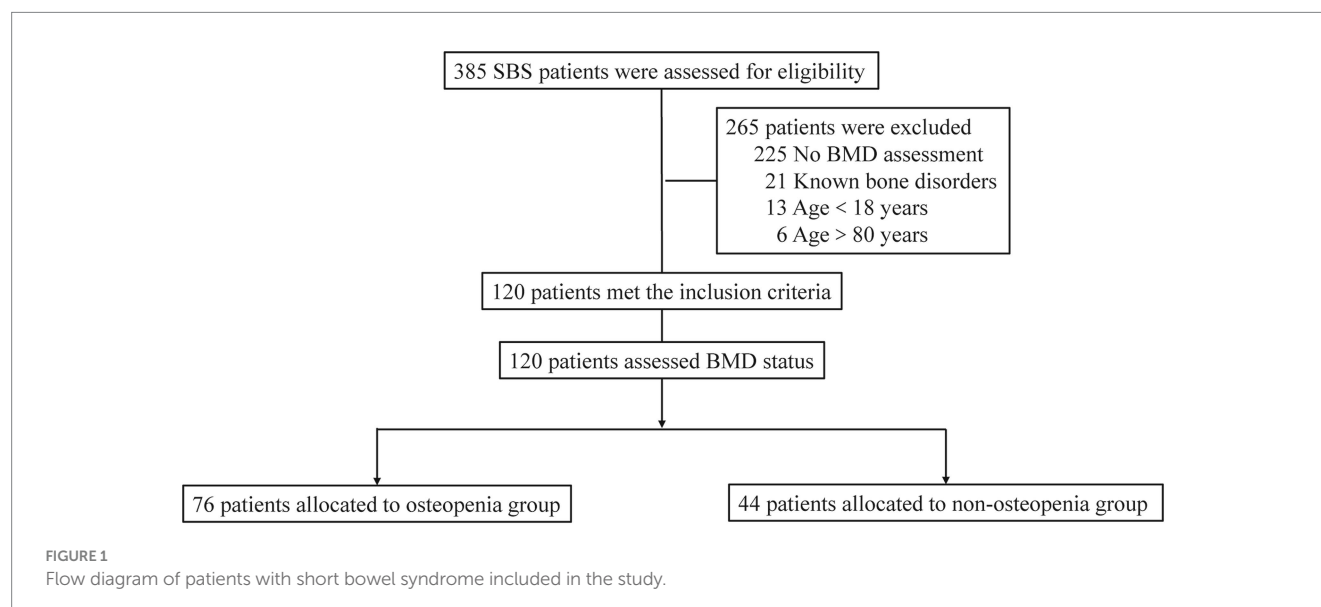 385 SBS patients were assessed for eligibility
265 patients were excluded
225 No BMD assessment
21 Known bone disorders
13 Age < 18 years
6 Age > 80 years
120 patients met the inclusion criteria
120 patients assessed BMD status
76 patients allocated to osteopenia group
44 patients allocated to non-osteopenia group
FIGURE 1
Flow diagram of patients with short bowel syndrome included in the study.